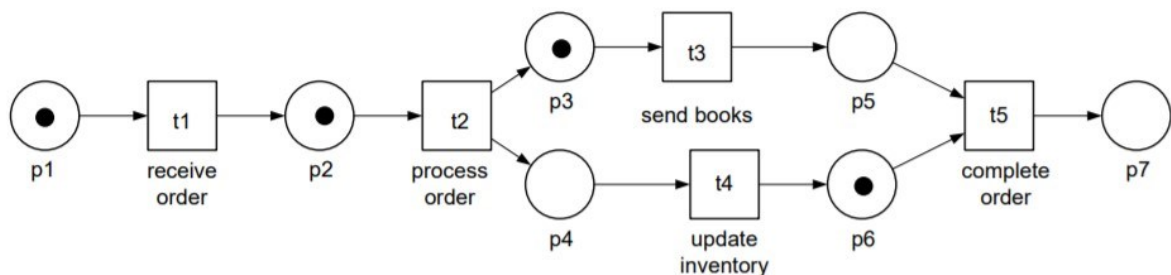 t3
p3
send books
p5
t1
t2
t5
p1
receive
order
p2
process
order
complete
order
p7
t4
p4
update
inventory
p6